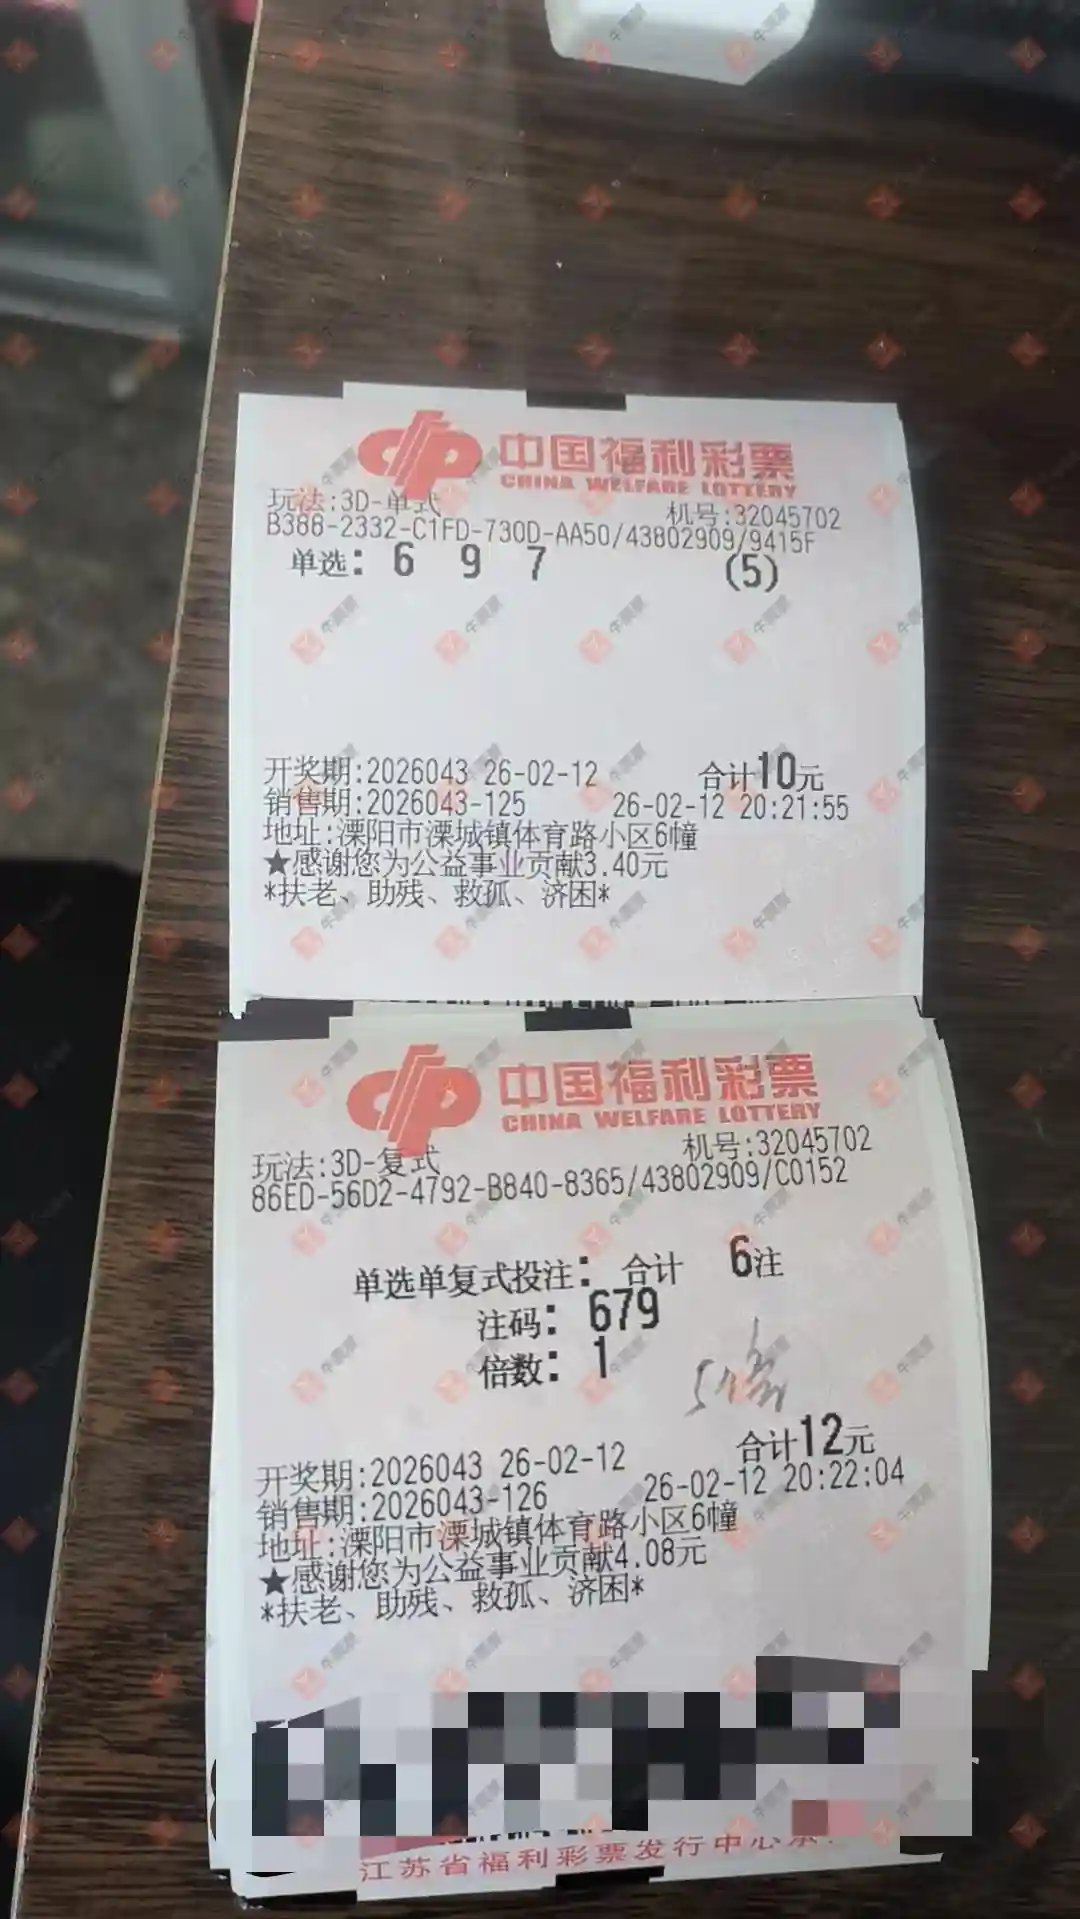 中国福利彩票
CHINA WELFARE LOTTERY
玩法:3D-单式 机号:32045702
B388-2332-C1FD-730D-AA50/43802909/9415F
单选: 6 9 7 (5)
开奖期:2026043 26-02-12 合计10元
销售期:2026043-125 26-02-12 20:21:55
地址:溧阳市溧城镇体育路小区6幢
★感谢您为公益事业贡献3.40元
*扶老、助残、救孤、济困*
中国福利彩票
CHINA WELFARE LOTTERY
玩法:3D-复式 机号:32045702
86ED-56D2-4792-B840-8365/43802909/C0152
单选单复式投注: 合计 6注
注码: 679
倍数: 1
开奖期:2026043 26-02-12 合计12元
销售期:2026043-126 26-02-12 20:22:04
地址:溧阳市溧城镇体育路小区6幢
★感谢您为公益事业贡献4.08元
*扶老、助残、救孤、济困*
江苏省福利彩票发行中心承